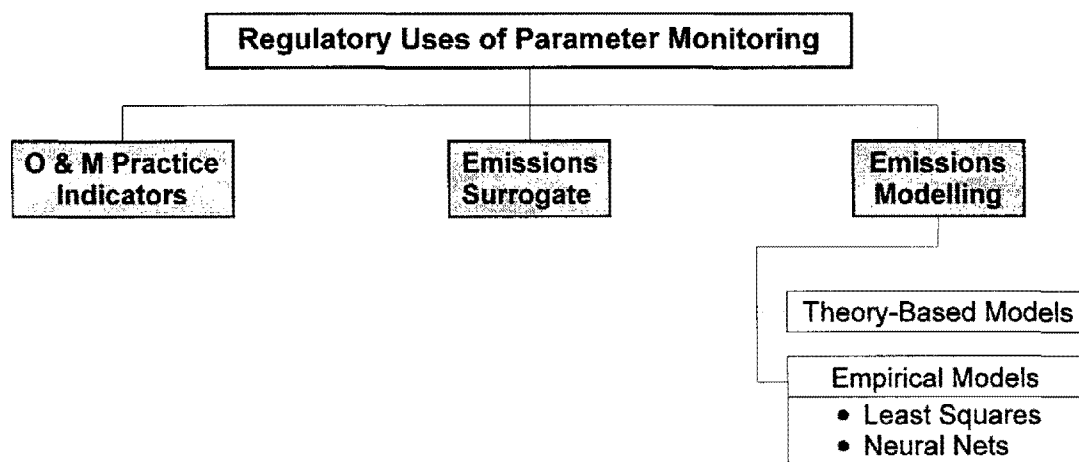 Regulatory Uses of Parameter Monitoring
O & M Practice
Indicators
Emissions
Surrogate
Emissions
Modelling
Theory-Based Models
Empirical Models
• Least Squares
• Neural Nets